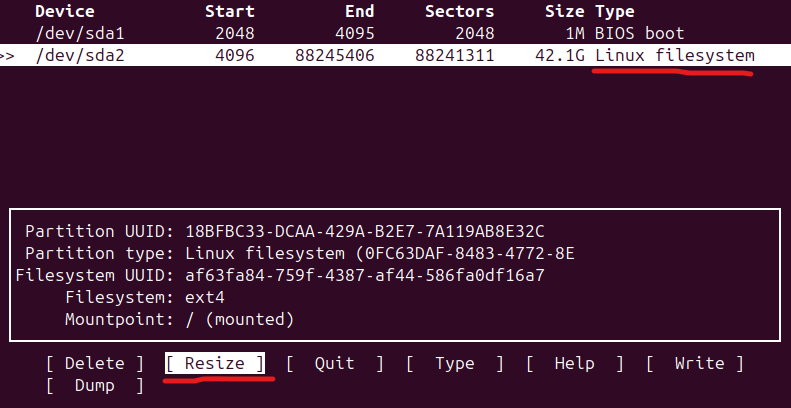 Device Start End Sectors Size Type
/dev/sda1 2048 4095 2048 1M BIOS boot
>> /dev/sda2 4096 88245406 88241311 42.1G Linux filesystem
Partition UUID: 18BFBC33-DCAA-429A-B2E7-7A119AB8E32C
Partition type: Linux filesystem (0FC63DAF-8483-4772-8E
Filesystem UUID: af63fa84-759f-4387-af44-586fa0df16a7
Filesystem: ext4
Mountpoint: / (mounted)
[ Delete ] [ Resize ] [ Quit ] [ Type ] [ Help ] [ Write ]
[ Dump ]